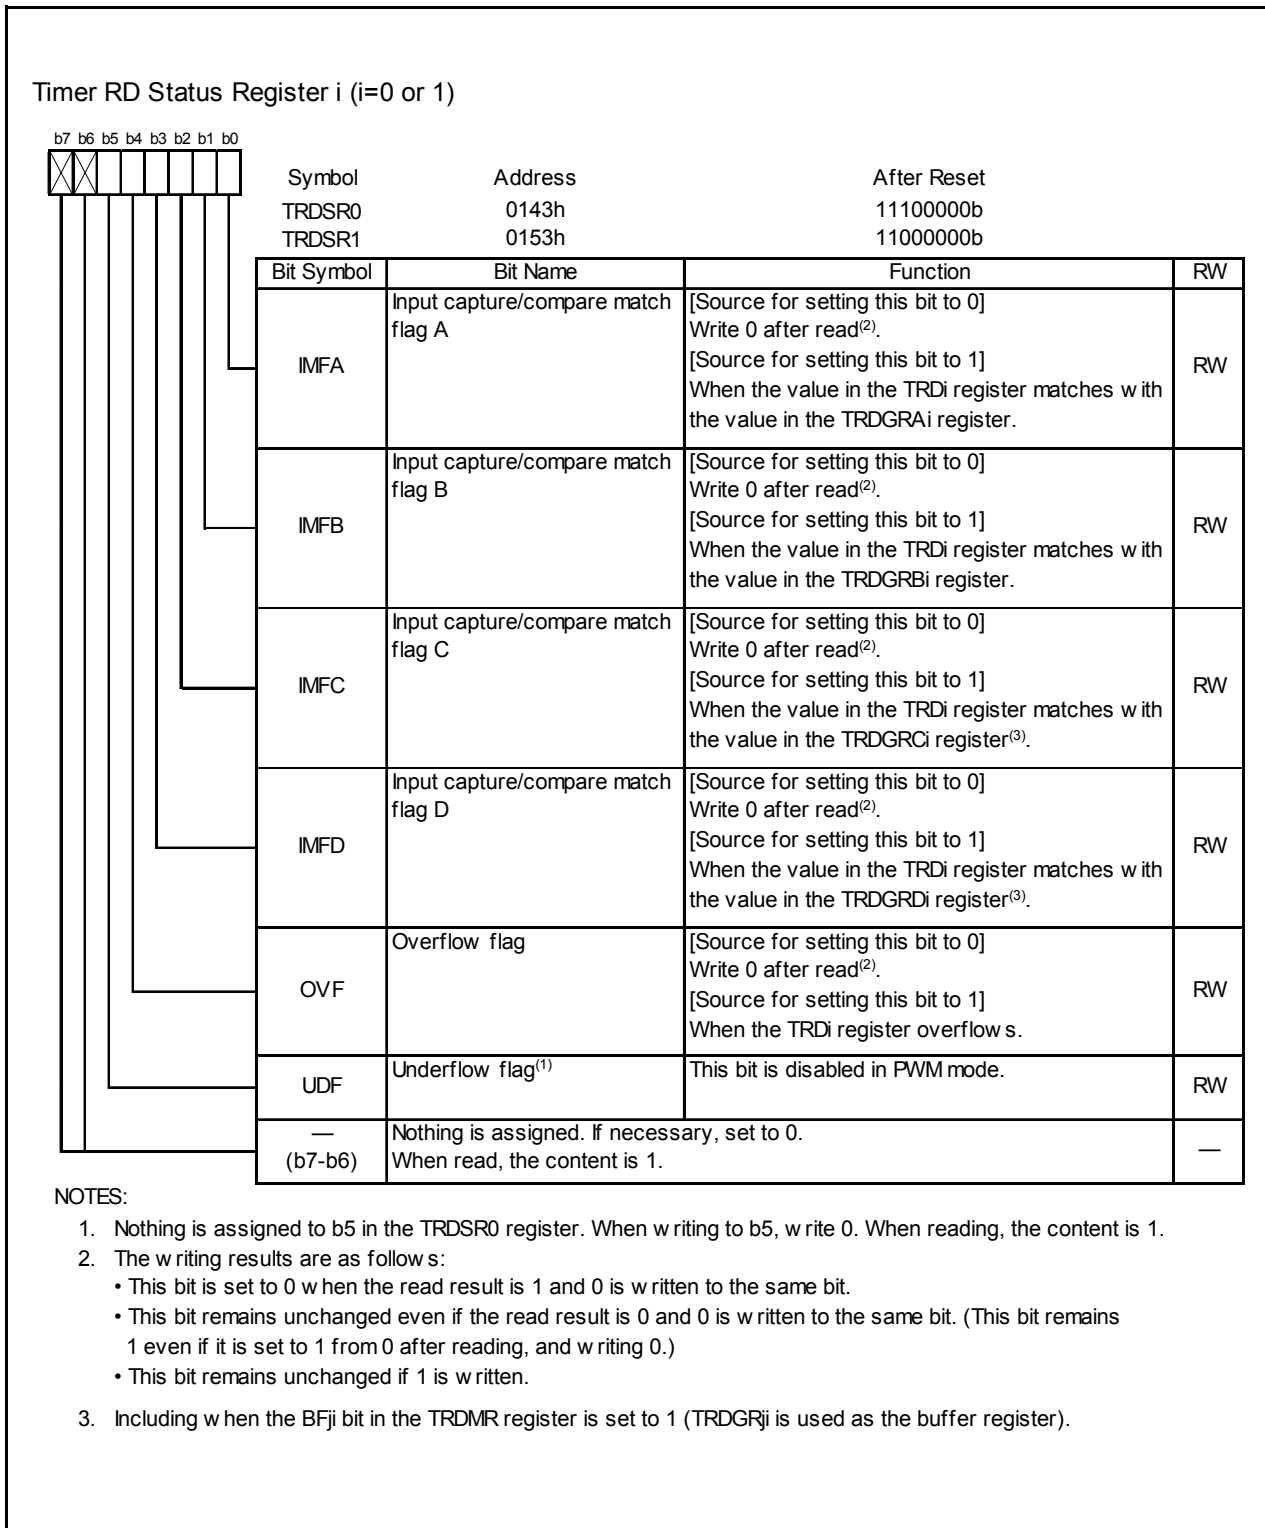 Timer RD Status Register i (i=0 or 1)
b7 b6 b5 b4 b3 b2 b1 b0
Symbol Address After Reset
TRDSR0 0143h 11100000b
TRDSR1 0153h 11000000b
Bit Symbol Bit Name Function RW
IMFA Input capture/compare match flag A [Source for setting this bit to 0]
Write 0 after read(2).
[Source for setting this bit to 1]
When the value in the TRDi register matches with
the value in the TRDGRAi register. RW
IMFB Input capture/compare match flag B [Source for setting this bit to 0]
Write 0 after read(2).
[Source for setting this bit to 1]
When the value in the TRDi register matches with
the value in the TRDGRBi register. RW
IMFC Input capture/compare match flag C [Source for setting this bit to 0]
Write 0 after read(2).
[Source for setting this bit to 1]
When the value in the TRDi register matches with
the value in the TRDGRCi register(3). RW
IMFD Input capture/compare match flag D [Source for setting this bit to 0]
Write 0 after read(2).
[Source for setting this bit to 1]
When the value in the TRDi register matches with
the value in the TRDGRDi register(3). RW
OVF Overflow flag [Source for setting this bit to 0]
Write 0 after read(2).
[Source for setting this bit to 1]
When the TRDi register overflows. RW
UDF Underflow flag(1) This bit is disabled in PWM mode. RW
— (b7-b6) Nothing is assigned. If necessary, set to 0.
When read, the content is 1. —
NOTES:
1. Nothing is assigned to b5 in the TRDSR0 register. When writing to b5, write 0. When reading, the content is 1.
2. The writing results are as follows:
• This bit is set to 0 when the read result is 1 and 0 is written to the same bit.
• This bit remains unchanged even if the read result is 0 and 0 is written to the same bit. (This bit remains
1 even if it is set to 1 from 0 after reading, and writing 0.)
• This bit remains unchanged if 1 is written.
3. Including when the BFji bit in the TRDMR register is set to 1 (TRDGRji is used as the buffer register).